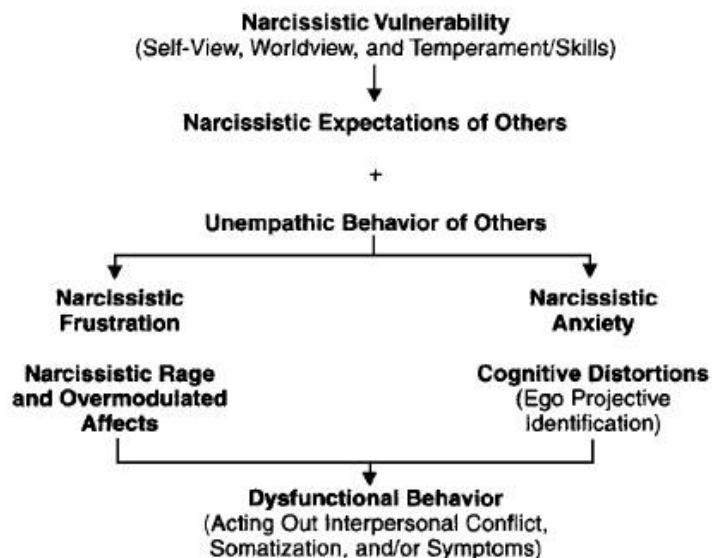 Narcissistic Vulnerability
(Self-View, Worldview, and Temperament/Skills)
Narcissistic Expectations of Others
+
Unempathic Behavior of Others
Narcissistic
Frustration
Narcissistic
Anxiety
Narcissistic Rage
and Overmodulated
Affects
Cognitive Distortions
(Ego Projective
Identification)
Dysfunctional Behavior
(Acting Out Interpersonal Conflict,
Somatization, and/or Symptoms)